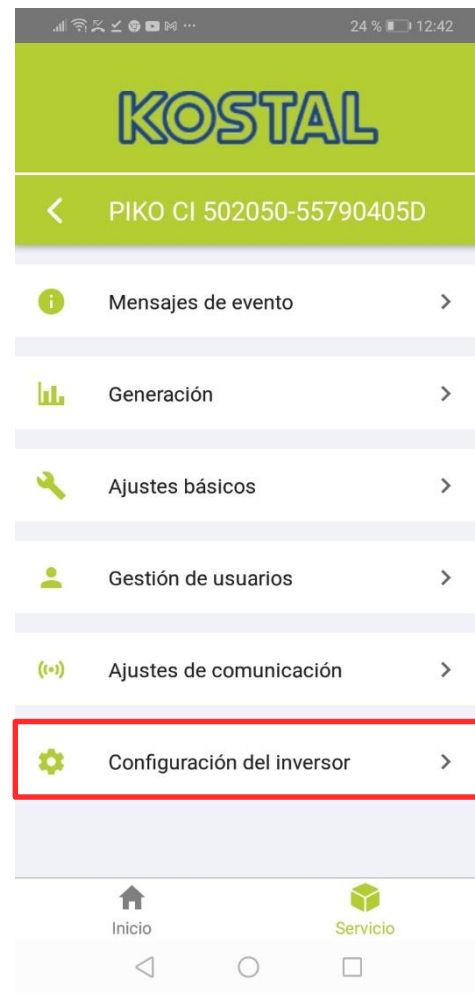 24 % 12:42
KOSTAL
PIKO CI 502050-55790405D
Mensajes de evento
Generación
Ajustes básicos
Gestión de usuarios
Ajustes de comunicación
Configuración del inversor
Inicio
Servicio